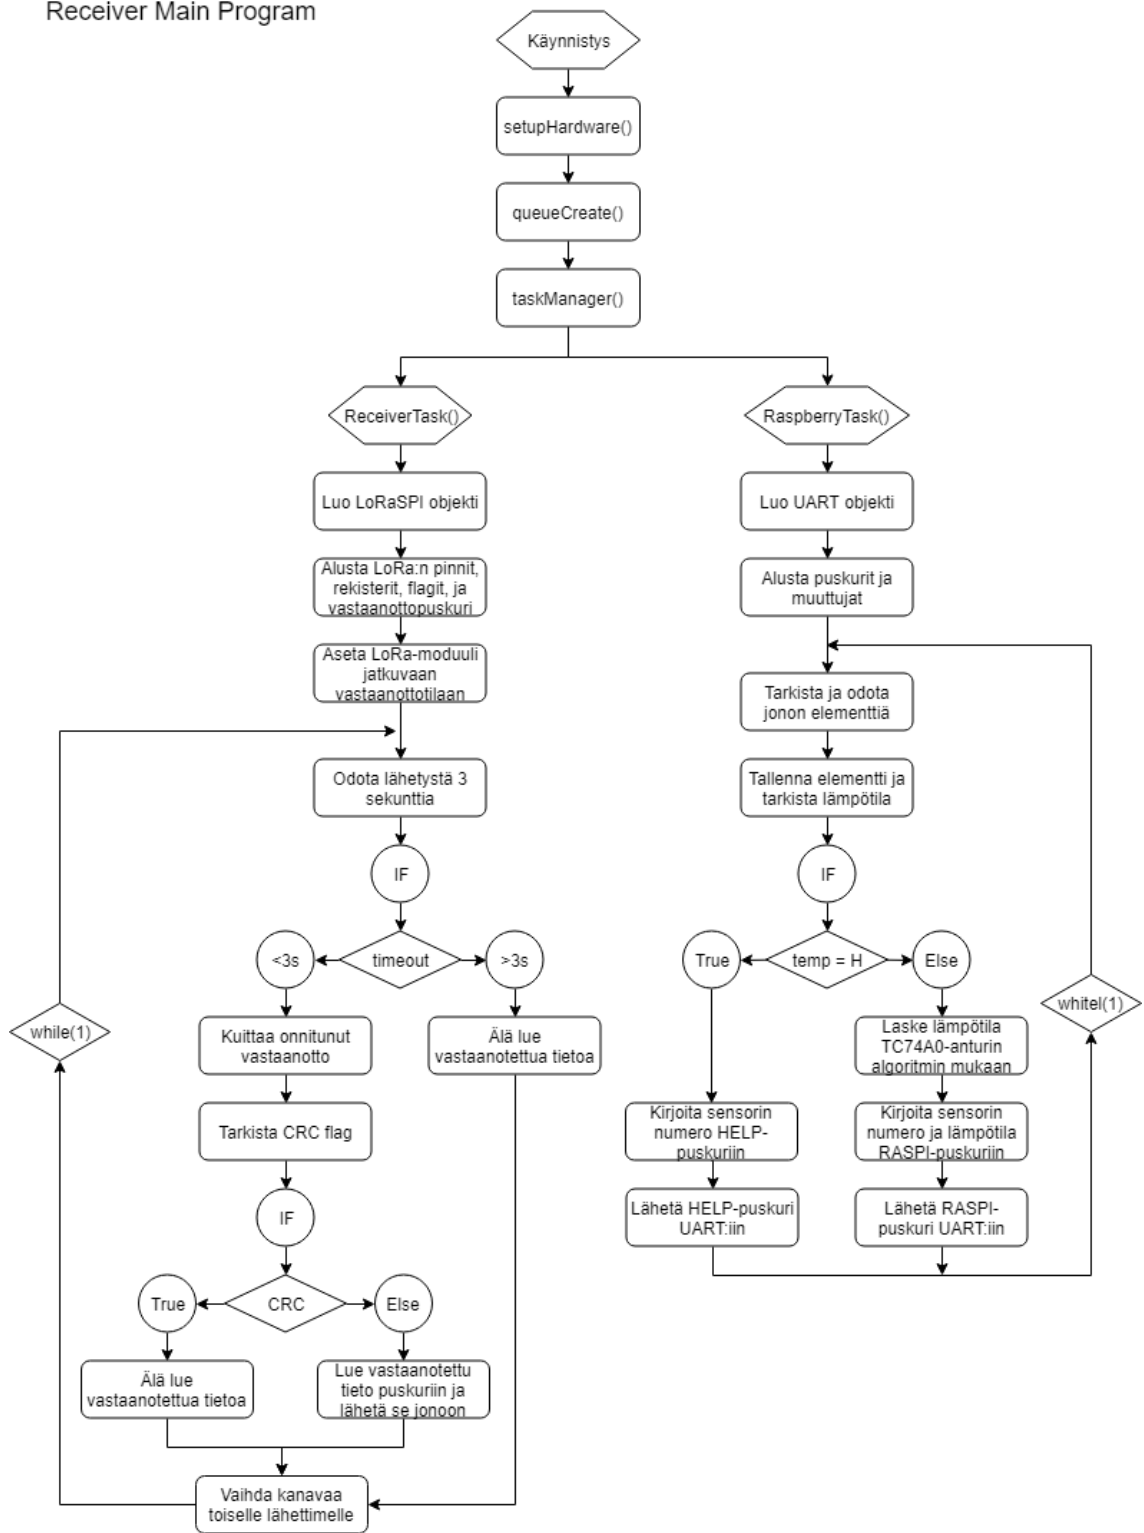 Receiver Main Program
Käynnistys
setupHardware()
queueCreate()
taskManager()
ReceiverTask()
Luo LoRaSPI objekti
Alusta LoRa:n pinnit,
rekisterit, flagit, ja
vastaanottopuskuri
Aseta LoRa-moduuli
jatkuvaan
vastaanottotilaan
Odota lähetystä 3
sekunttia
IF
timeout
<3s
>3s
Kuittaa onnitunut
vastaanotto
Älä lue
vastaanotettua tietoa
Tarkista CRC flag
IF
CRC
True
Else
Älä lue
vastaanotettua tietoa
Lue vastaanotettu
tieto puskuriin ja
lähetä se jonoon
Vaihda kanavaa
toiselle lähettimelle
while(1)
RaspberryTask()
Luo UART objekti
Alusta puskurit ja
muuttujat
Tarkista ja odota
jonon elementtiä
Tallenna elementti ja
tarkista lämpötila
IF
temp = H
True
Else
Kirjoita sensorin
numero HELP-
puskuriin
Lähetä HELP-puskuri
UART:iin
Laske lämpötila
TC74A0-anturin
algoritmin mukaan
Kirjoita sensorin
numero ja lämpötila
RASPI-puskuriin
Lähetä RASPI-
puskuri UART:iin
whitel(1)